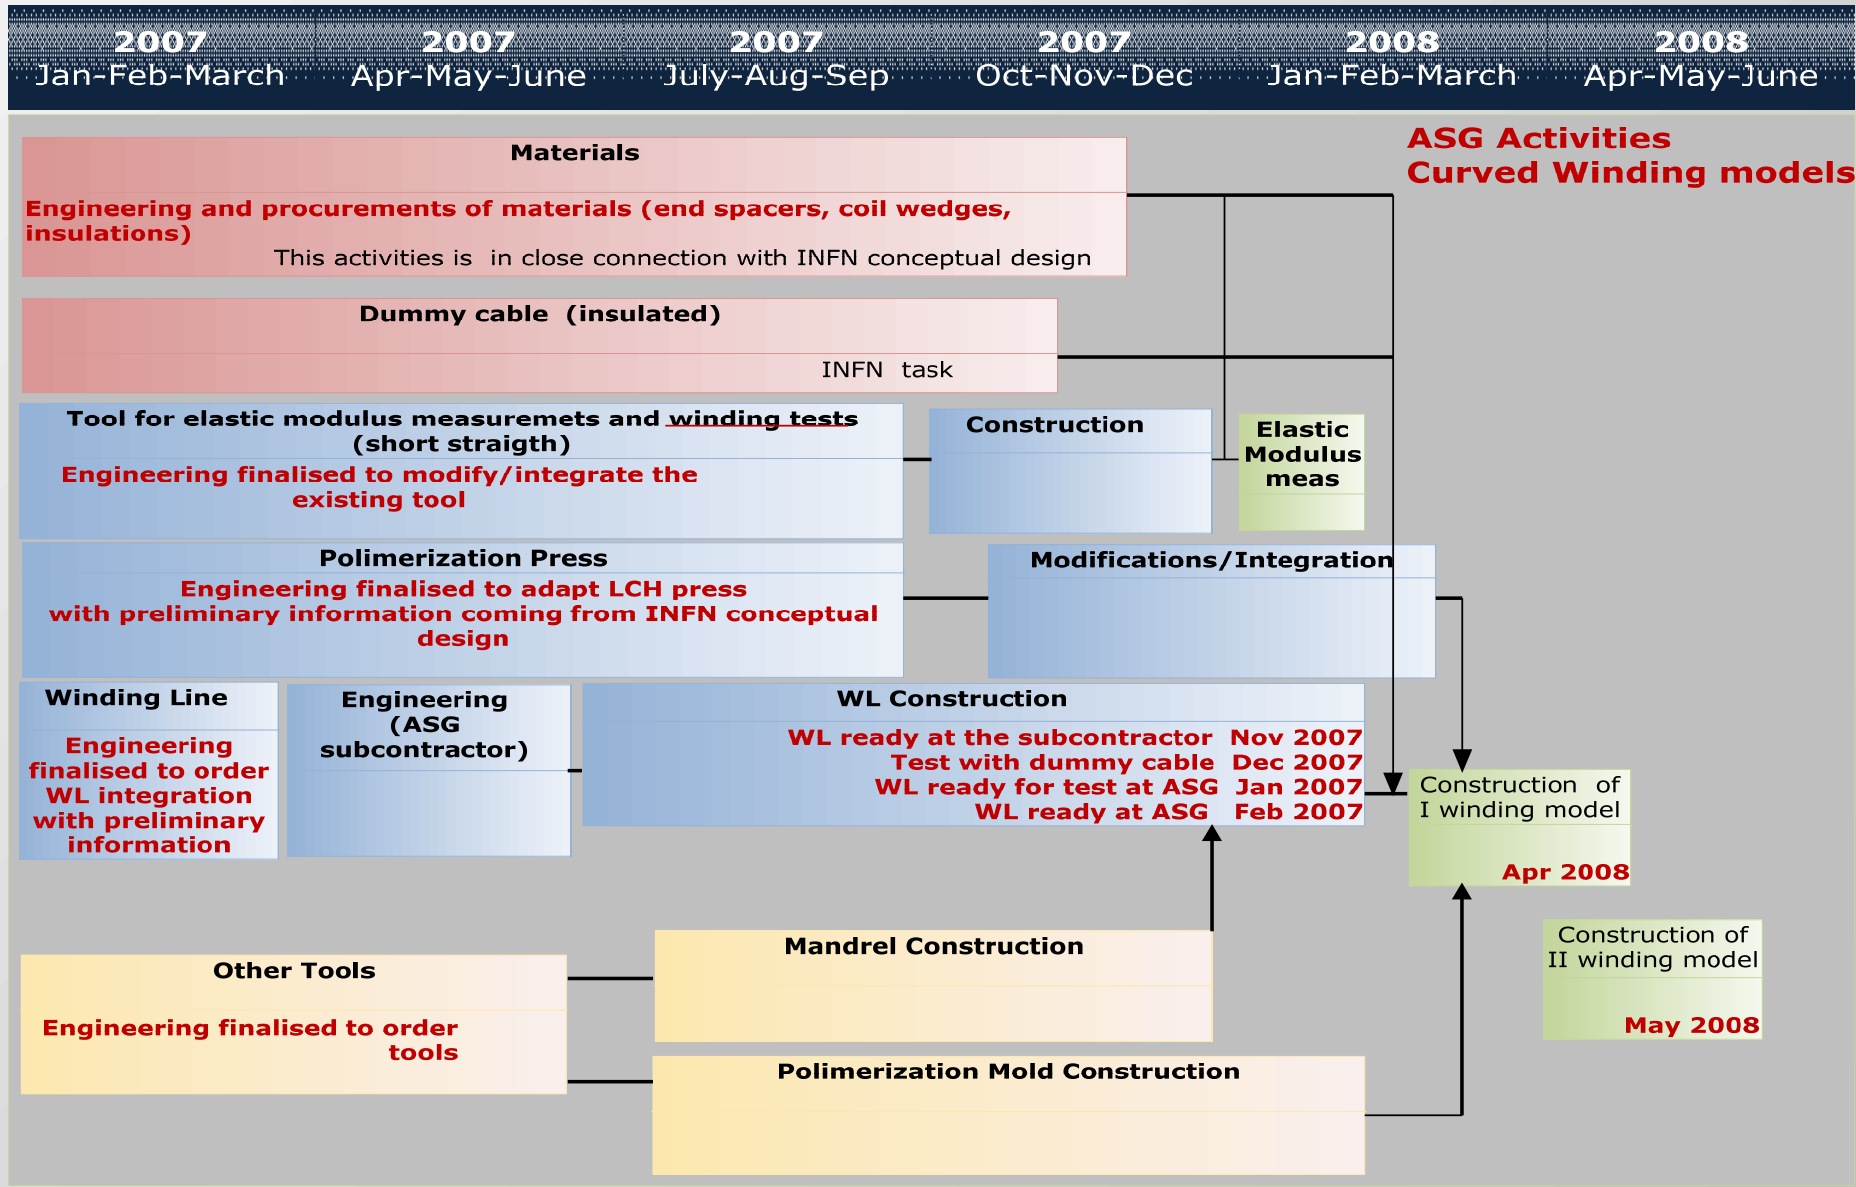 2007
Jan-Feb-March
2007
Apr-May-June
2007
July-Aug-Sep
2007
Oct-Nov-Dec
2008
Jan-Feb-March
2008
Apr-May-June
ASG Activities
Curved Winding models
Materials
Engineering and procurements of materials (end spacers, coil wedges,
insulations)
This activities is in close connection with INFN conceptual design
Dummy cable (insulated)
INFN task
Tool for elastic modulus measuremets and winding tests
(short straigth)
Engineering finalised to modify/integrate the
existing tool
Construction
Elastic
Modulus
meas
Polimerization Press
Engineering finalised to adapt LCH press
with preliminary information coming from INFN conceptual
design
Modifications/Integration
Winding Line
Engineering
finalised to order
WL integration
with preliminary
information
Engineering
(ASG
subcontractor)
WL Construction
WL ready at the subcontractor Nov 2007
Test with dummy cable Dec 2007
WL ready for test at ASG Jan 2007
WL ready at ASG Feb 2007
Construction of
I winding model
Apr 2008
Construction of
II winding model
May 2008
Other Tools
Engineering finalised to order
tools
Mandrel Construction
Polimerization Mold Construction